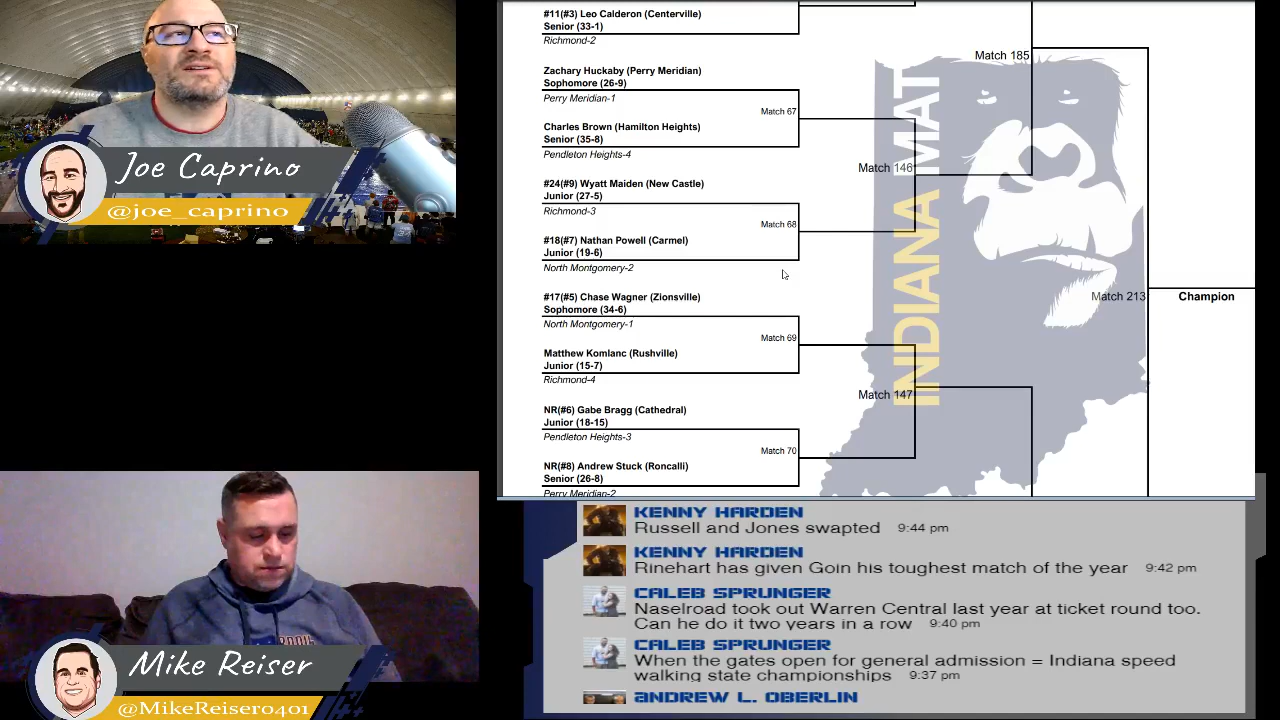 Joe Caprino
@joe_caprino
Mike Reiser
@MikeReiser0401
#11(#3) Leo Calderon (Centerville)
Senior (33-1)
Richmond-2
Zachary Huckaby (Perry Meridian)
Sophomore (26-9)
Perry Meridian-1
Match 67
Charles Brown (Hamilton Heights)
Senior (35-8)
Pendleton Heights-4
Match 146
#24(#9) Wyatt Maiden (New Castle)
Junior (27-5)
Richmond-3
Match 68
#18(#7) Nathan Powell (Carmel)
Junior (19-6)
North Montgomery-2
Match 185
#17(#5) Chase Wagner (Zionsville)
Sophomore (34-6)
North Montgomery-1
Match 69
Matthew Komlanc (Rushville)
Junior (15-7)
Richmond-4
Match 147
NR(#6) Gabe Bragg (Cathedral)
Junior (18-15)
Pendleton Heights-3
Match 70
NR(#8) Andrew Stuck (Roncalli)
Senior (26-8)
Perry Meridian-2
Match 213
Champion
INDIANA MAT
KENNY HARDEN
Russell and Jones swapted 9:44 pm
KENNY HARDEN
Rinehart has given Goin his toughest match of the year 9:42 pm
CALEB SPRUNGER
Naselroad took out Warren Central last year at ticket round too.
Can he do it two years in a row 9:40 pm
CALEB SPRUNGER
When the gates open for general admission = Indiana speed
walking state championships 9:37 pm
ANDREW L. OBERLIN